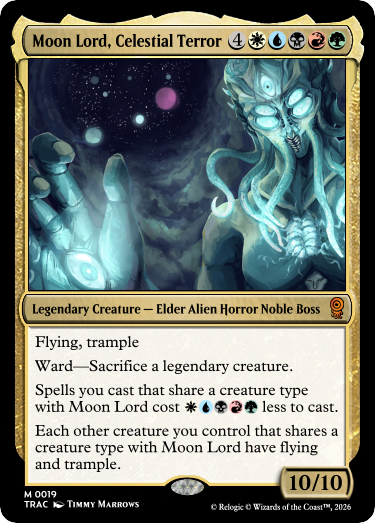 Moon Lord, Celestial Terror 4
Legendary Creature — Elder Alien Horror Noble Boss
Flying, trample
Ward—Sacrifice a legendary creature.
Spells you cast that share a creature type
with Moon Lord cost less to cast.
Each other creature you control that shares a
creature type with Moon Lord have flying
and trample.
10/10
M 0019
TRAC Timmy Marrows
© Relogic © Wizards of the Coast™, 2026